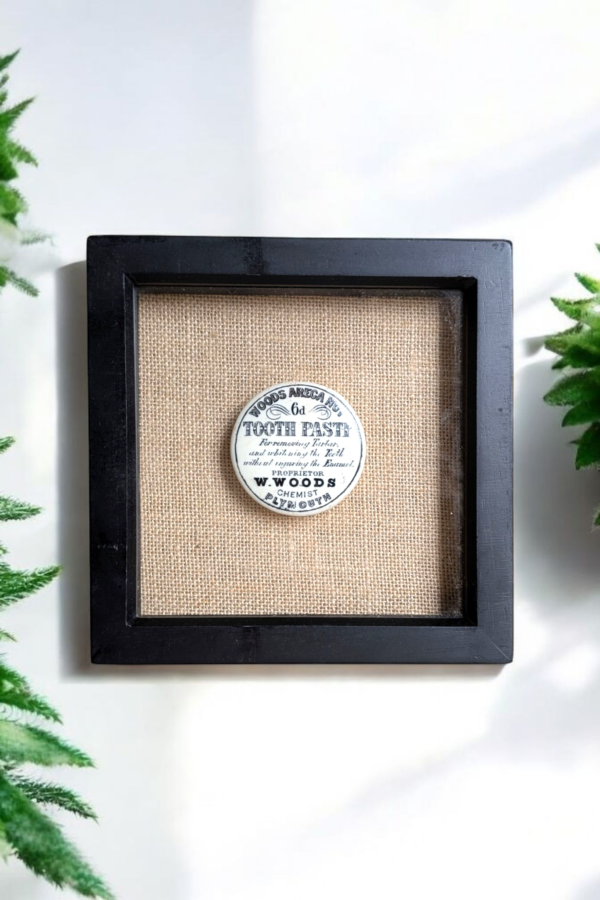 WOODS ARECA NUT
6d
TOOTH PASTE
For removing Tartar,
and whitening the Teeth
without injuring the Enamel.
PROPRIETOR
W. WOODS
CHEMIST
PLYMOUTH